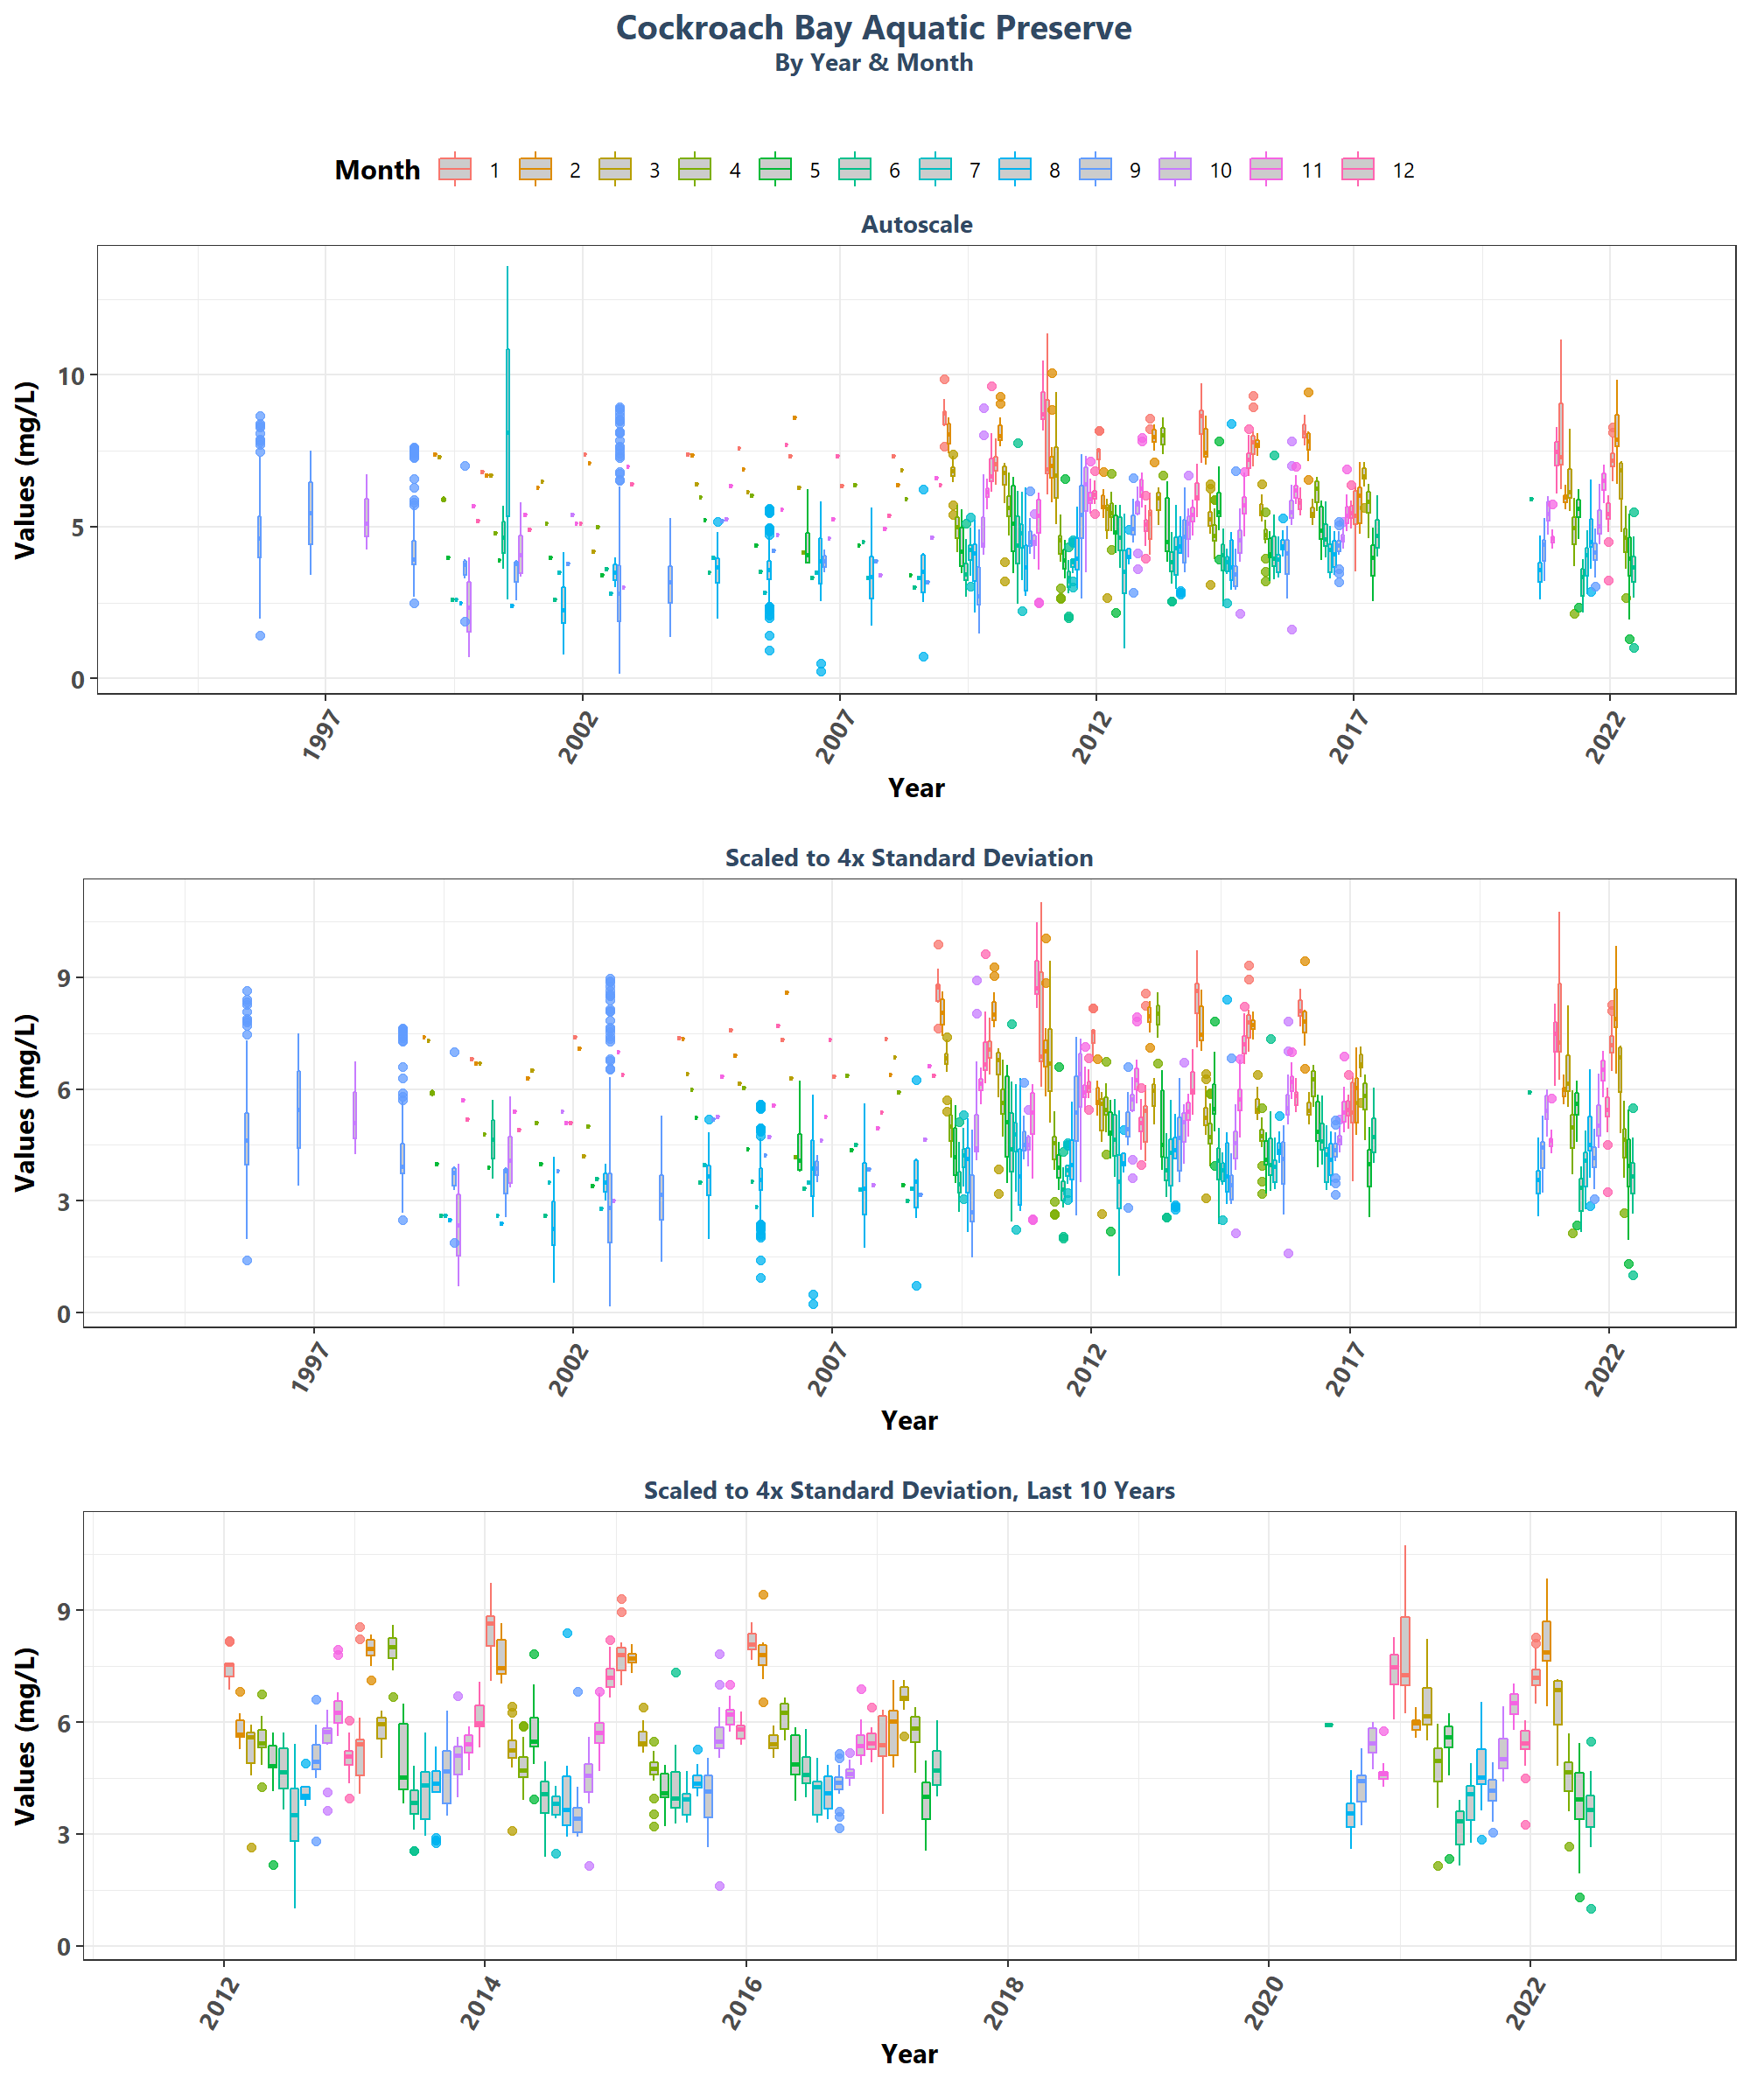 Cockroach Bay Aquatic Preserve
By Year & Month
Month 1 2 3 4 5 6 7 8 9 10 11 12
Autoscale
Values (mg/L)
10
5
0
1997 2002 2007 2012 2017 2022
Year
Scaled to 4x Standard Deviation
Values (mg/L)
9
6
3
0
1997 2002 2007 2012 2017 2022
Year
Scaled to 4x Standard Deviation, Last 10 Years
Values (mg/L)
9
6
3
0
2012 2014 2016 2018 2020 2022
Year